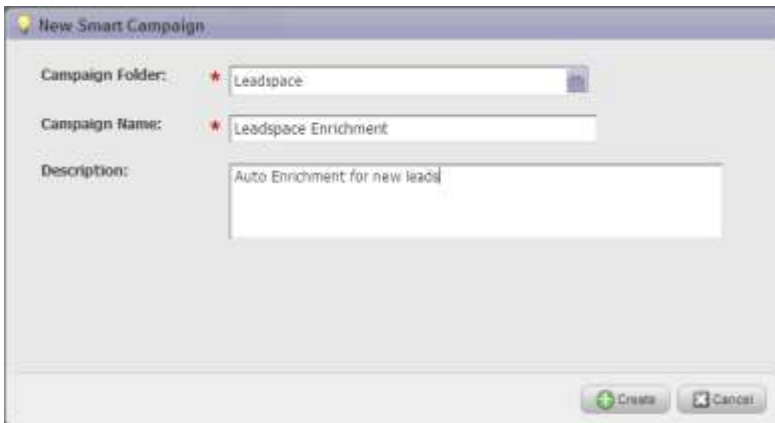 New Smart Campaign
Campaign Folder: * Leadspace
Campaign Name: * Leadspace Enrichment
Description: Auto Enrichment for new leads
Create Cancel